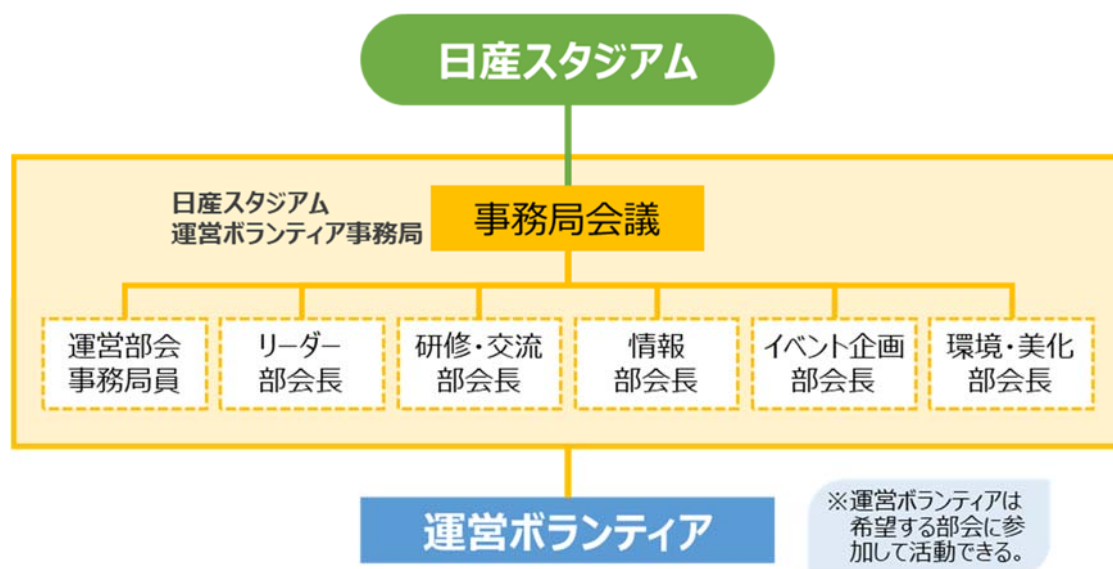 日産スタジアム
日産スタジアム
運営ボランティア事務局
事務局会議
運営部会
事務局員
リーダー
部会長
研修・交流
部会長
情報
部会長
イベント企画
部会長
環境・美化
部会長
運営ボランティア
※運営ボランティアは
希望する部会に参
加して活動できる。